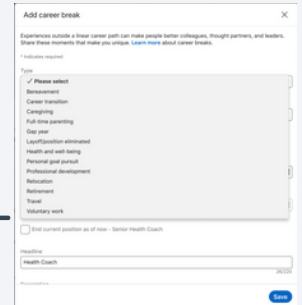 Add career break
Experiences outside a linear career path can make people better colleagues, thought partners, and leaders.
Share these moments that make you unique. Learn more about career breaks.
* Indicates required
Type
✓ Please select
Bereavement
Career transition
Caregiving
Full-time parenting
Gap year
Layoff/position eliminated
Health and well-being
Personal goal pursuit
Professional development
Relocation
Retirement
Travel
Voluntary work
End current position as of now - Senior Health Coach
Headline
Health Coach
Save